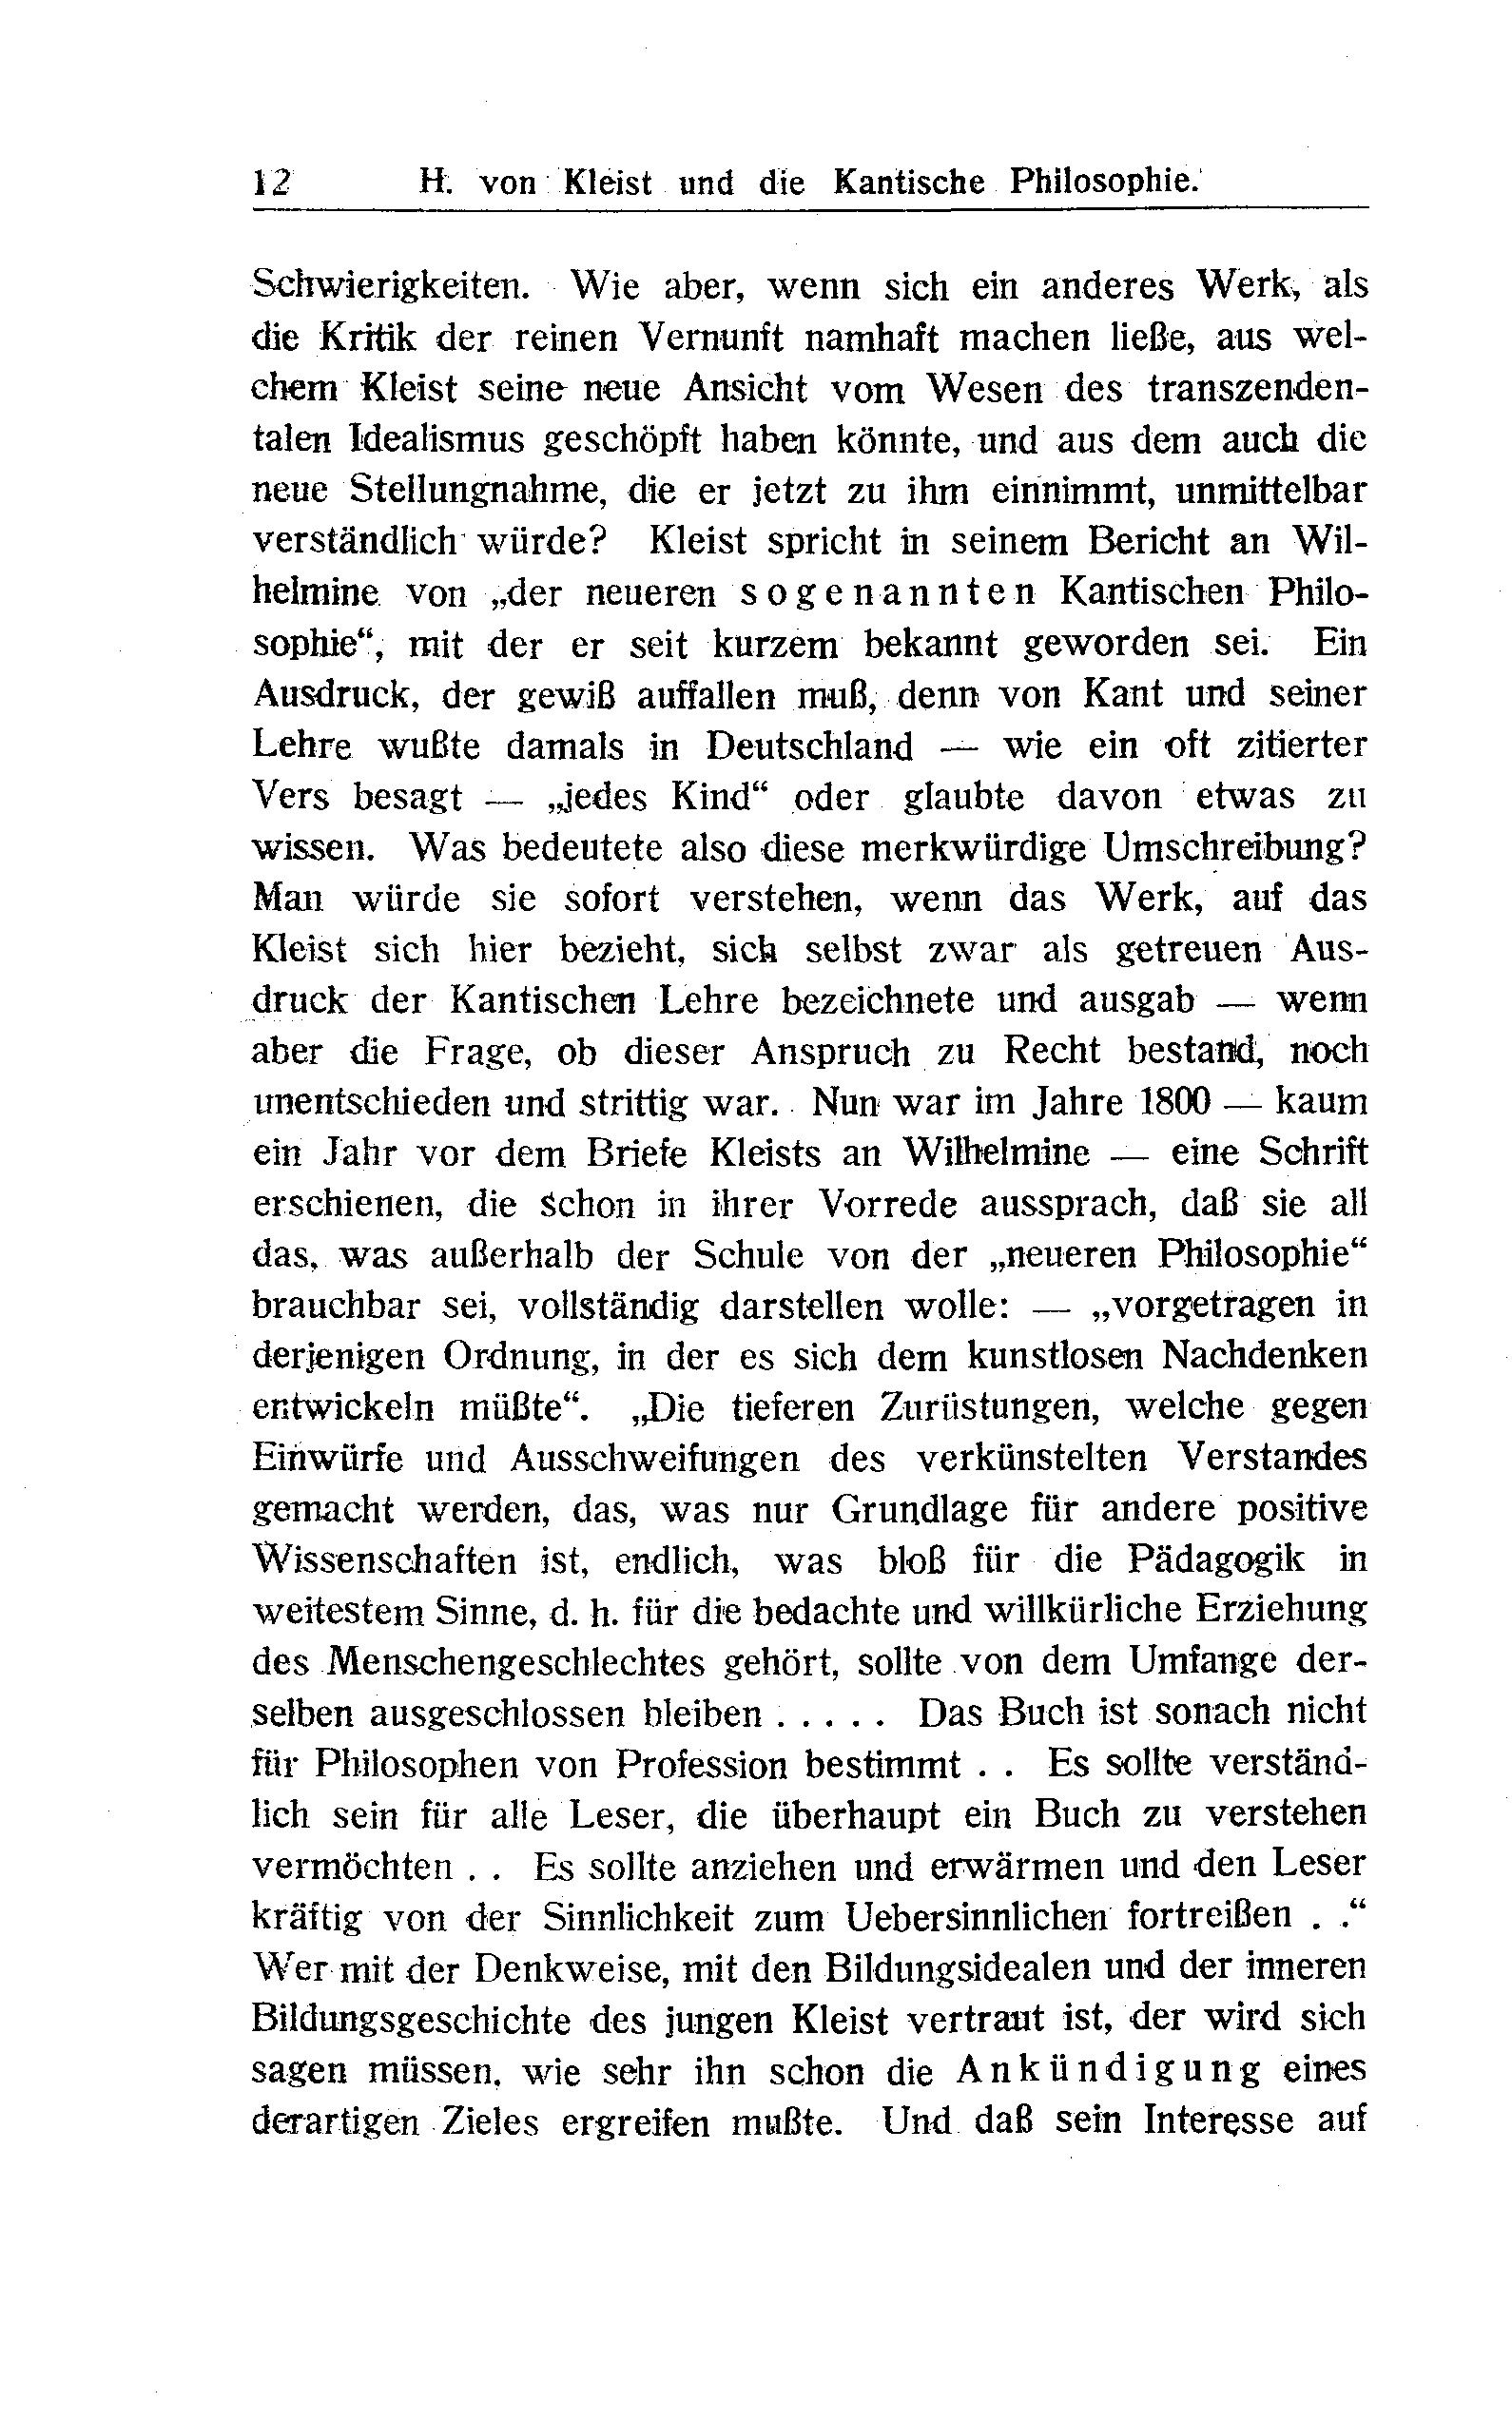 12 H. von Kleist und die Kantische Philosophie.
Schwierigkeiten. Wie aber, wenn sich ein anderes Werk, als
die Kritik der reinen Vernunft namhaft machen ließe, aus wel-
chem Kleist seine neue Ansicht vom Wesen des transzenden-
talen Idealismus geschöpft haben könnte, und aus dem auch die
neue Stellungnahme, die er jetzt zu ihm einnimmt, unmittelbar
verständlich würde? Kleist spricht in seinem Bericht an Wil-
helmine von „der neueren sogenannten Kantischen Philo-
sophie“, mit der er seit kurzem bekannt geworden sei. Ein
Ausdruck, der gewiß auffallen muß, denn von Kant und seiner
Lehre wußte damals in Deutschland — wie ein oft zitierter
Vers besagt — „jedes Kind“ oder glaubte davon etwas zu
wissen. Was bedeutete also diese merkwürdige Umschreibung?
Man würde sie sofort verstehen, wenn das Werk, auf das
Kleist sich hier bezieht, sich selbst zwar als getreuen Aus-
druck der Kantischen Lehre bezeichnete und ausgab — wenn
aber die Frage, ob dieser Anspruch zu Recht bestand, noch
unentschieden und strittig war. Nun war im Jahre 1800 — kaum
ein Jahr vor dem Briefe Kleists an Wilhelmine — eine Schrift
erschienen, die schon in ihrer Vorrede aussprach, daß sie all
das, was außerhalb der Schule von der „neueren Philosophie“
brauchbar sei, vollständig darstellen wolle: — „vorgetragen in
derjenigen Ordnung, in der es sich dem kunstlosen Nachdenken
entwickeln müßte“. „Die tieferen Zurüstungen, welche gegen
Einwürfe und Ausschweifungen des verkünstelten Verstandes
gemacht werden, das, was nur Grundlage für andere positive
Wissenschaften ist, endlich, was bloß für die Pädagogik in
weitestem Sinne, d. h. für die bedachte und willkürliche Erziehung
des Menschengeschlechtes gehört, sollte von dem Umfange der-
selben ausgeschlossen bleiben . . . . . Das Buch ist sonach nicht
für Philosophen von Profession bestimmt . . Es sollte verständ-
lich sein für alle Leser, die überhaupt ein Buch zu verstehen
vermöchten . . Es sollte anziehen und erwärmen und den Leser
kräftig von der Sinnlichkeit zum Uebersinnlichen fortreißen . .“
Wer mit der Denkweise, mit den Bildungsidealen und der inneren
Bildungsgeschichte des jungen Kleist vertraut ist, der wird sich
sagen müssen, wie sehr ihn schon die Ankündigung eines
derartigen Zieles ergreifen mußte. Und daß sein Interesse auf